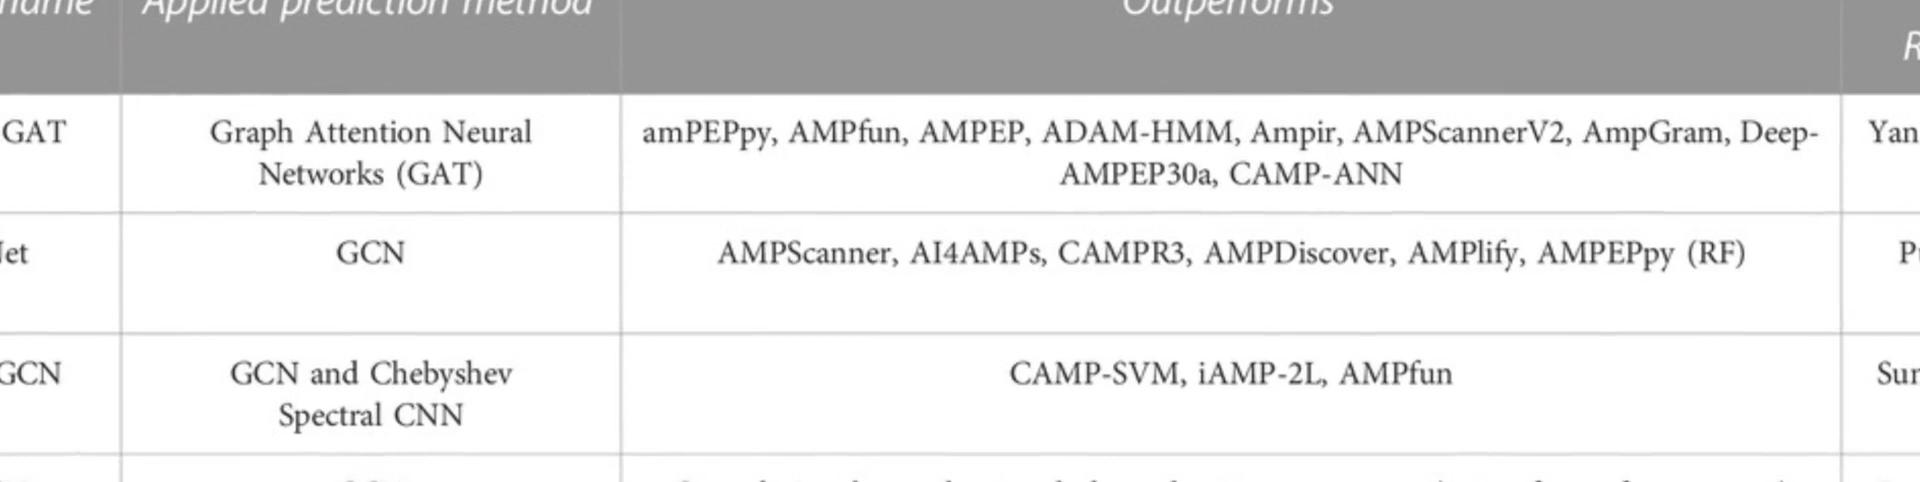 name Applied prediction method Outperforms
R
GAT Graph Attention Neural amPEPpy, AMPfun, AMPEP, ADAM-HMM, Ampir, AMPScannerV2, AmpGram, Deep- Yan
Networks (GAT) AMPEP30a, CAMP-ANN
GCN AMPScanner, AI4AMPs, CAMPR3, AMPDiscover, AMPlify, AMPEPpy (RF)
GCN GCN and Chebyshev CAMP-SVM, iAMP-2L, AMPfun
Spectral CNN